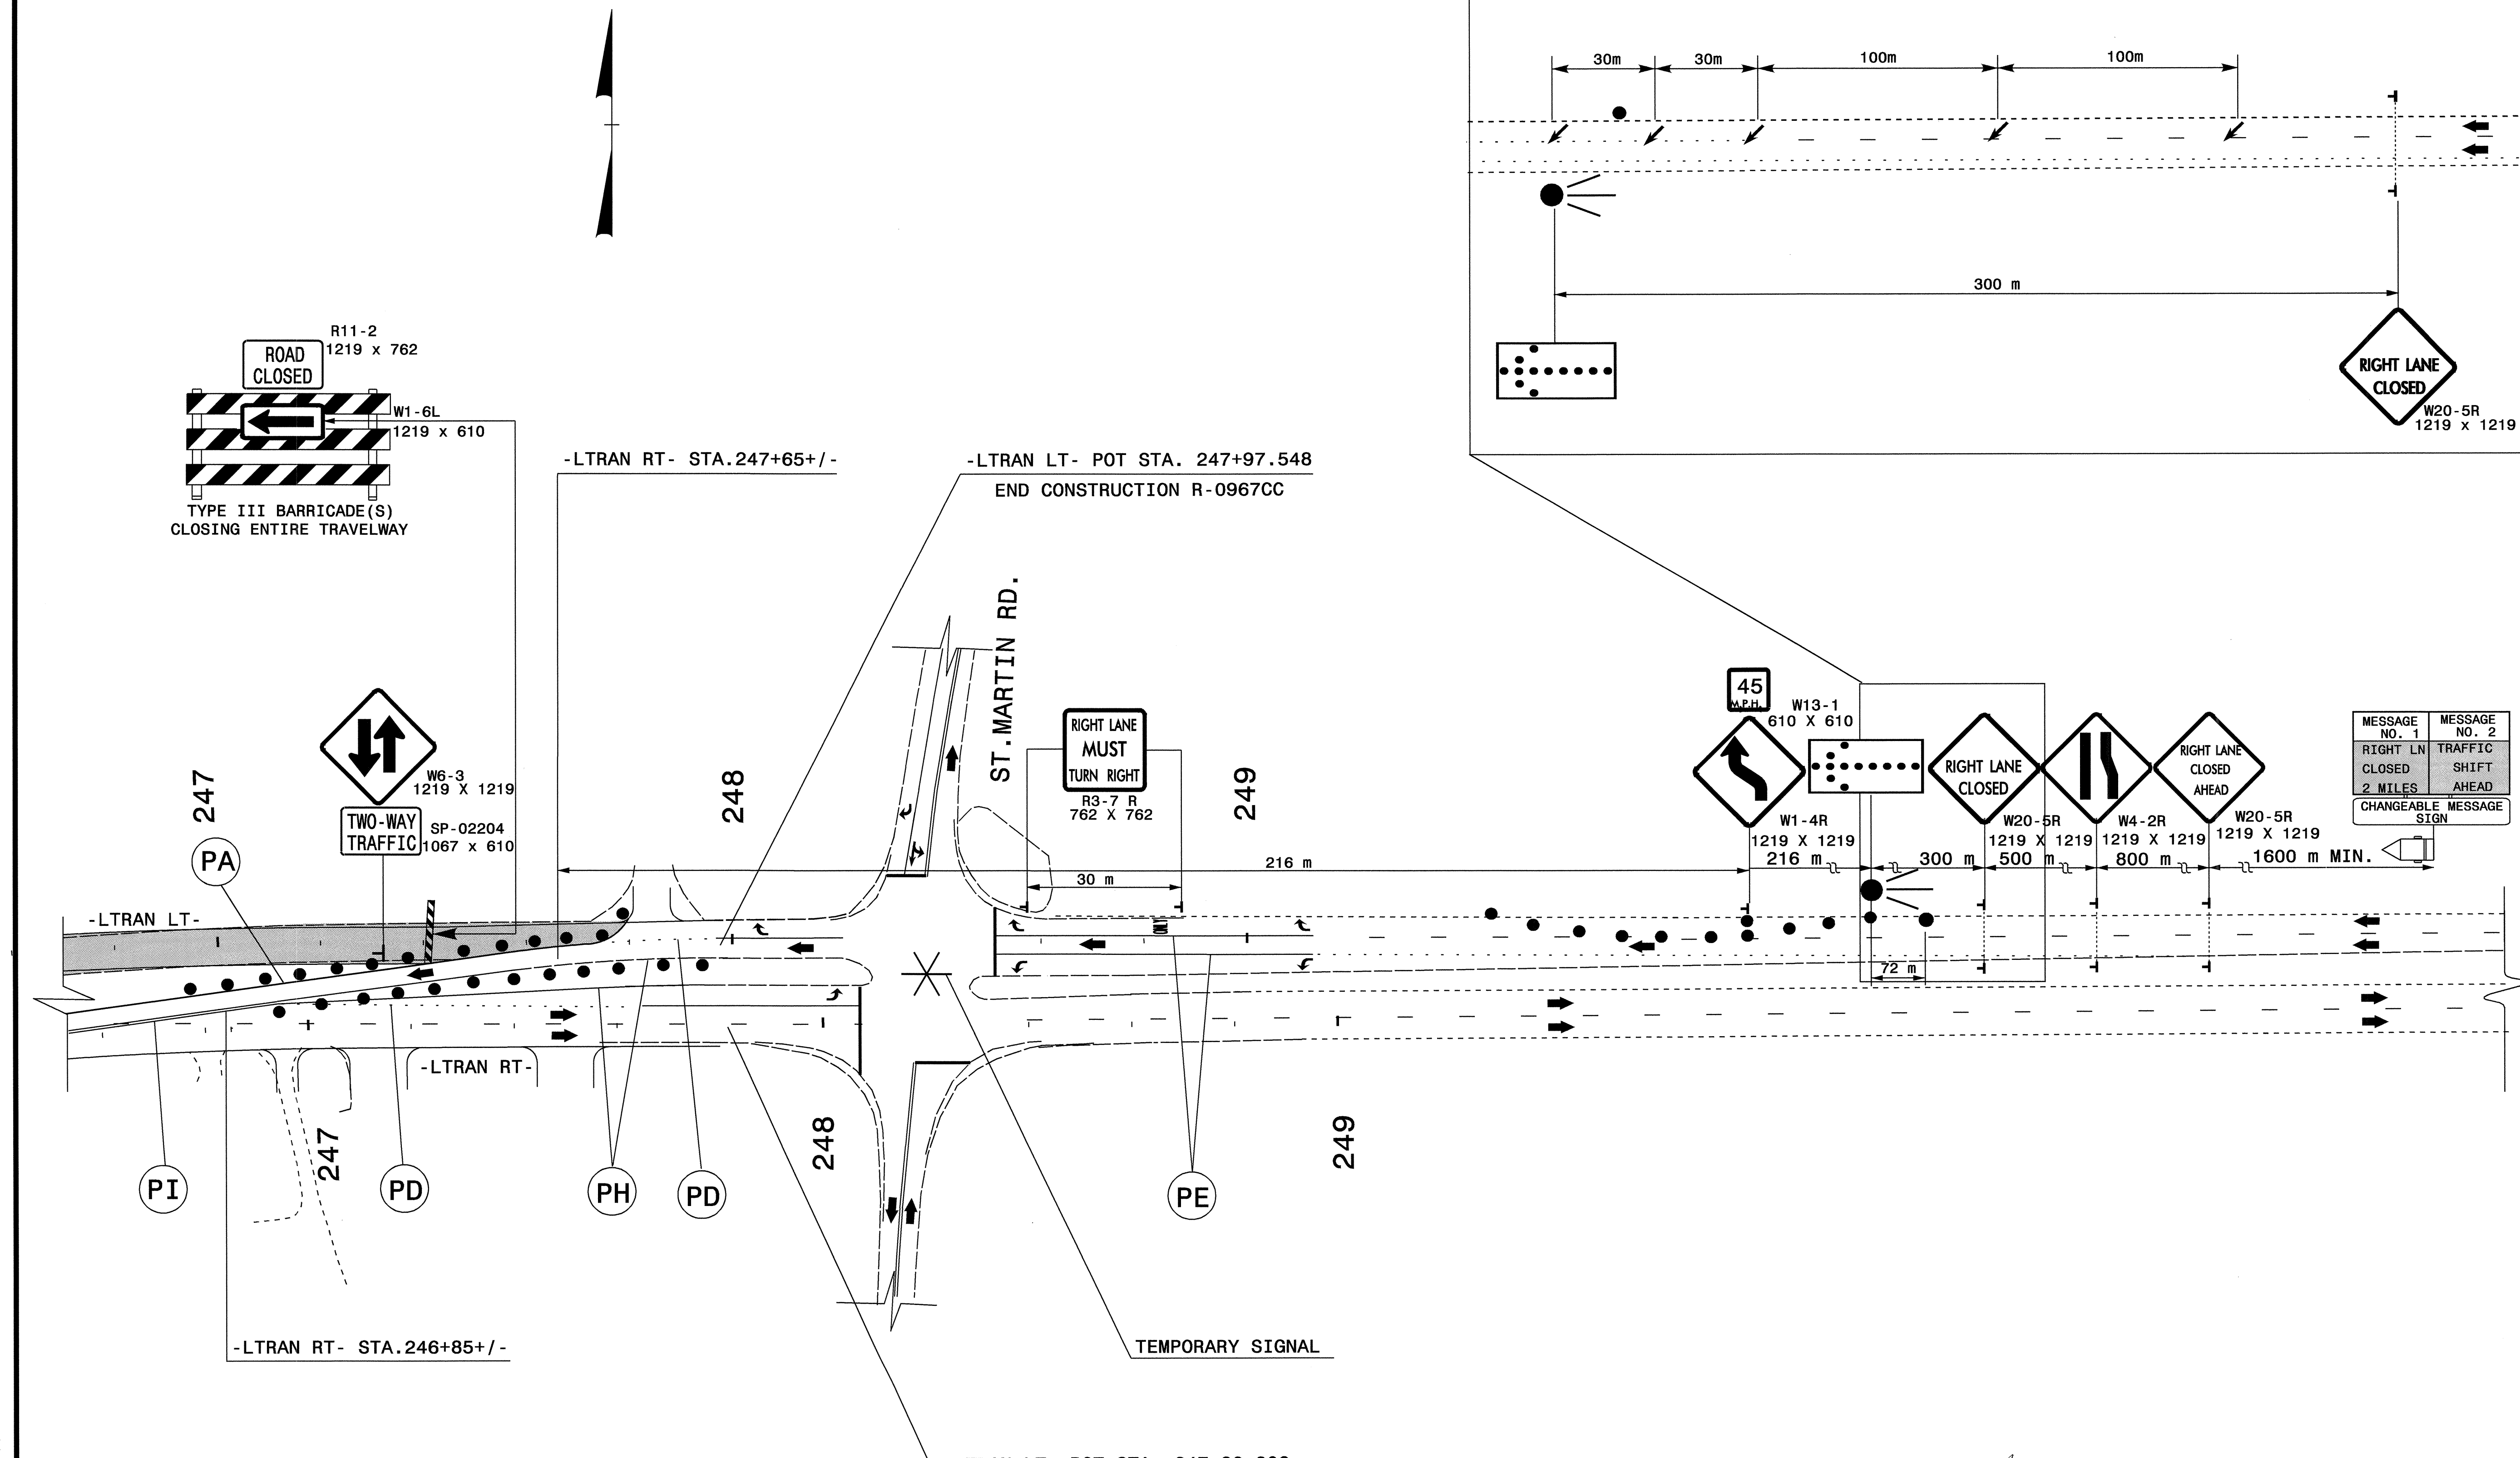 30m
30m
100m
100m
300 m
RIGHT LANE
CLOSED
W20-5R
1219 x 1219
R11-2
1219 x 762
ROAD
CLOSED
W1-6L
1219 x 610
TYPE III BARRICADE(S)
CLOSING ENTIRE TRAVELWAY
-LTRAN RT- STA.247+65+/-
-LTRAN LT- POT STA. 247+97.548
END CONSTRUCTION R-0967CC
ST.MARTIN RD.
W6-3
1219 X 1219
TWO-WAY
TRAFFIC
SP-02204
1067 x 610
247
248
249
PA
RIGHT LANE
MUST
TURN RIGHT
R3-7 R
762 X 762
30 m
216 m
45
M.P.H.
W13-1
610 X 610
W1-4R
1219 X 1219
RIGHT LANE
CLOSED
W20-5R
1219 X 1219
W4-2R
1219 X 1219
RIGHT LANE
CLOSED
AHEAD
W20-5R
1219 X 1219
MESSAGE
NO. 1
MESSAGE
NO. 2
RIGHT LN
CLOSED
2 MILES
TRAFFIC
SHIFT
AHEAD
CHANGEABLE MESSAGE
SIGN
216 m
300 m
500 m
800 m
1600 m MIN.
72 m
-LTRAN LT-
-LTRAN RT-
247
248
249
PI
PD
PH
PD
PE
-LTRAN RT- STA.246+85+/-
TEMPORARY SIGNAL